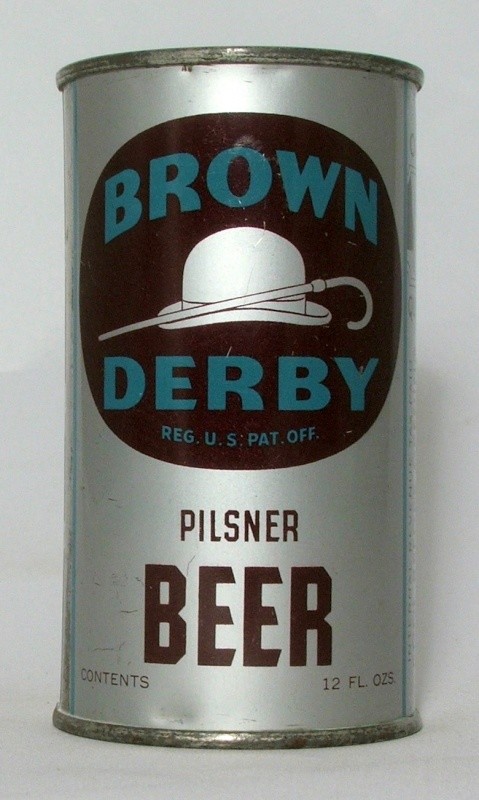 BROWN
DERBY
REG. U. S. PAT. OFF.
PILSNER
BEER
CONTENTS 12 FL. OZS.